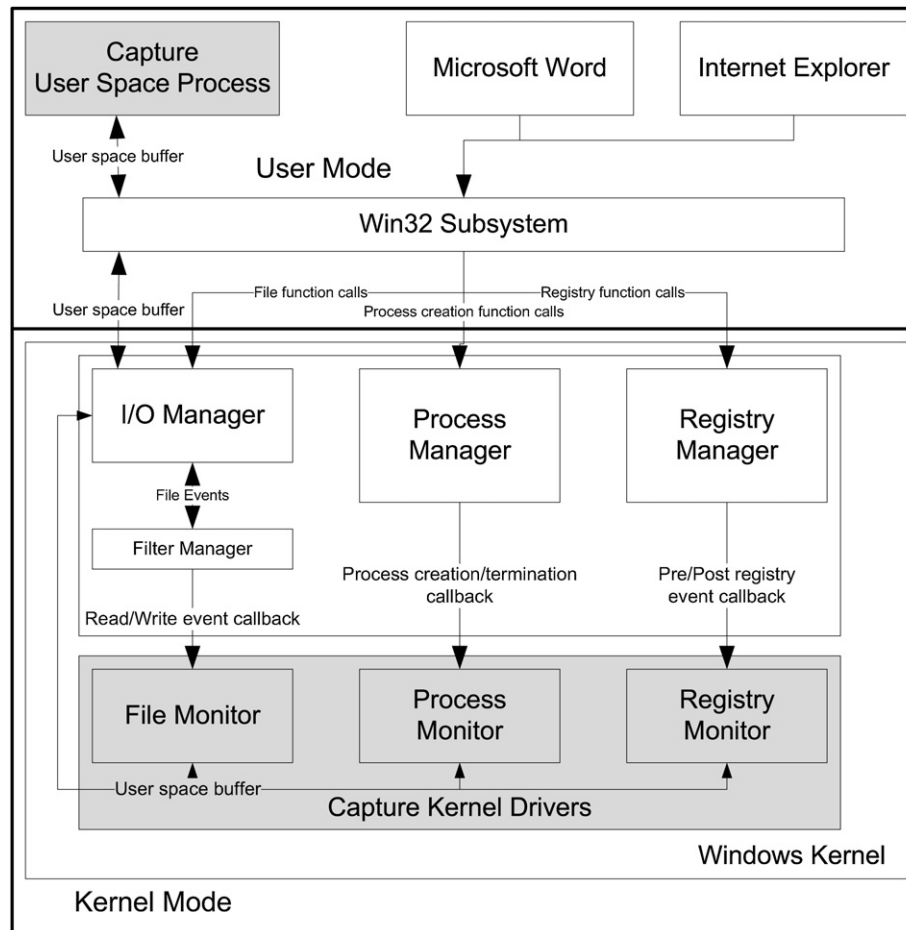 Capture
User Space Process
Microsoft Word
Internet Explorer
User space buffer
User Mode
Win32 Subsystem
File function calls
Registry function calls
User space buffer
Process creation function calls
I/O Manager
Process
Manager
Registry
Manager
File Events
Filter Manager
Process creation/termination
callback
Pre/Post registry
event callback
Read/Write event callback
File Monitor
Process
Monitor
Registry
Monitor
User space buffer
Capture Kernel Drivers
Windows Kernel
Kernel Mode